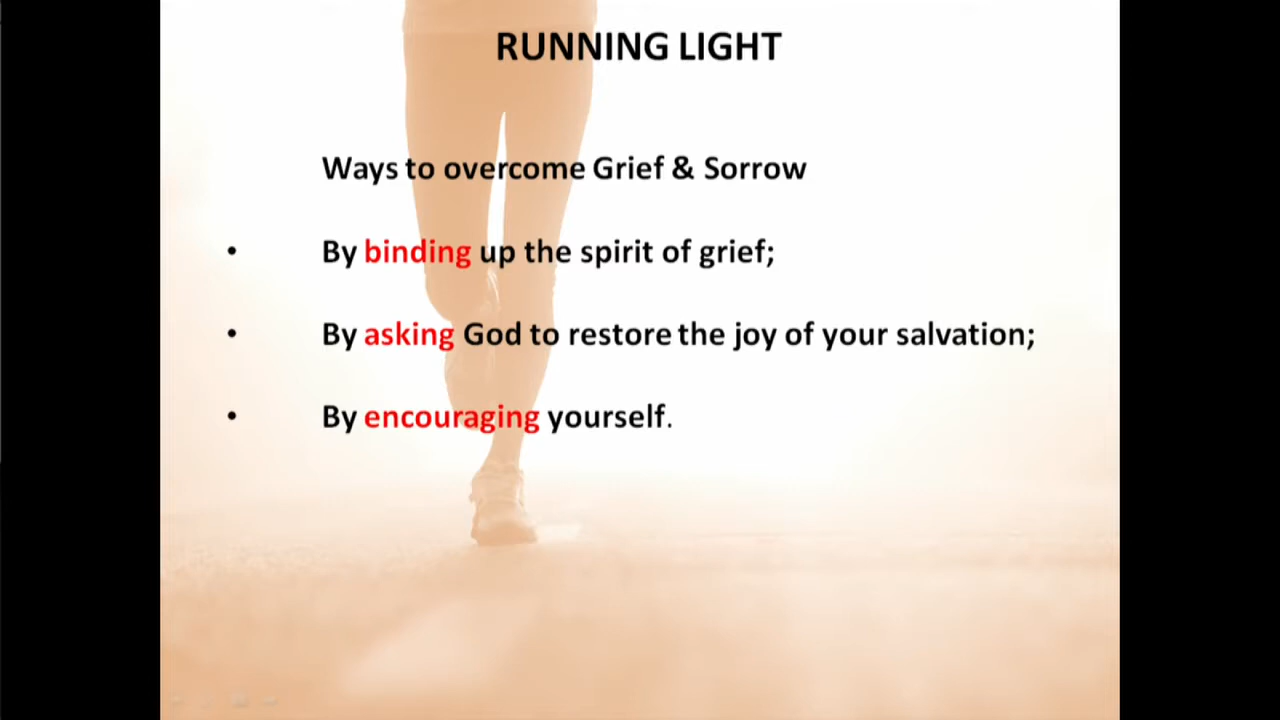 RUNNING LIGHT
Ways to overcome Grief & Sorrow
• By binding up the spirit of grief;
• By asking God to restore the joy of your salvation;
• By encouraging yourself.